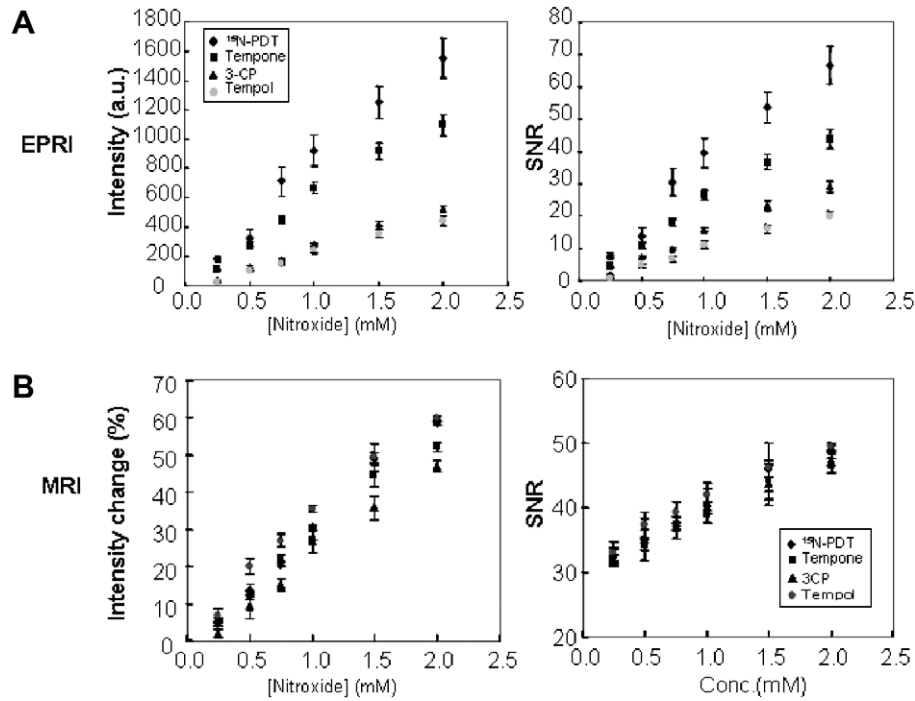 A
EPRI
Intensity (a.u.)
1800
1600
1400
1200
1000
800
600
400
200
0
0.0 0.5 1.0 1.5 2.0 2.5
[Nitroxide] (mM)
¹⁵N-PDT
Tempone
3-CP
Tempol
SNR
80
70
60
50
40
30
20
10
0
0.0 0.5 1.0 1.5 2.0 2.5
[Nitroxide] (mM)
B
MRI
Intensity change (%)
70
60
50
40
30
20
10
0
0.0 0.5 1.0 1.5 2.0 2.5
[Nitroxide] (mM)
SNR
60
50
40
30
20
0.0 0.5 1.0 1.5 2.0 2.5
Conc.(mM)
¹⁵N-PDT
Tempone
3CP
Tempol